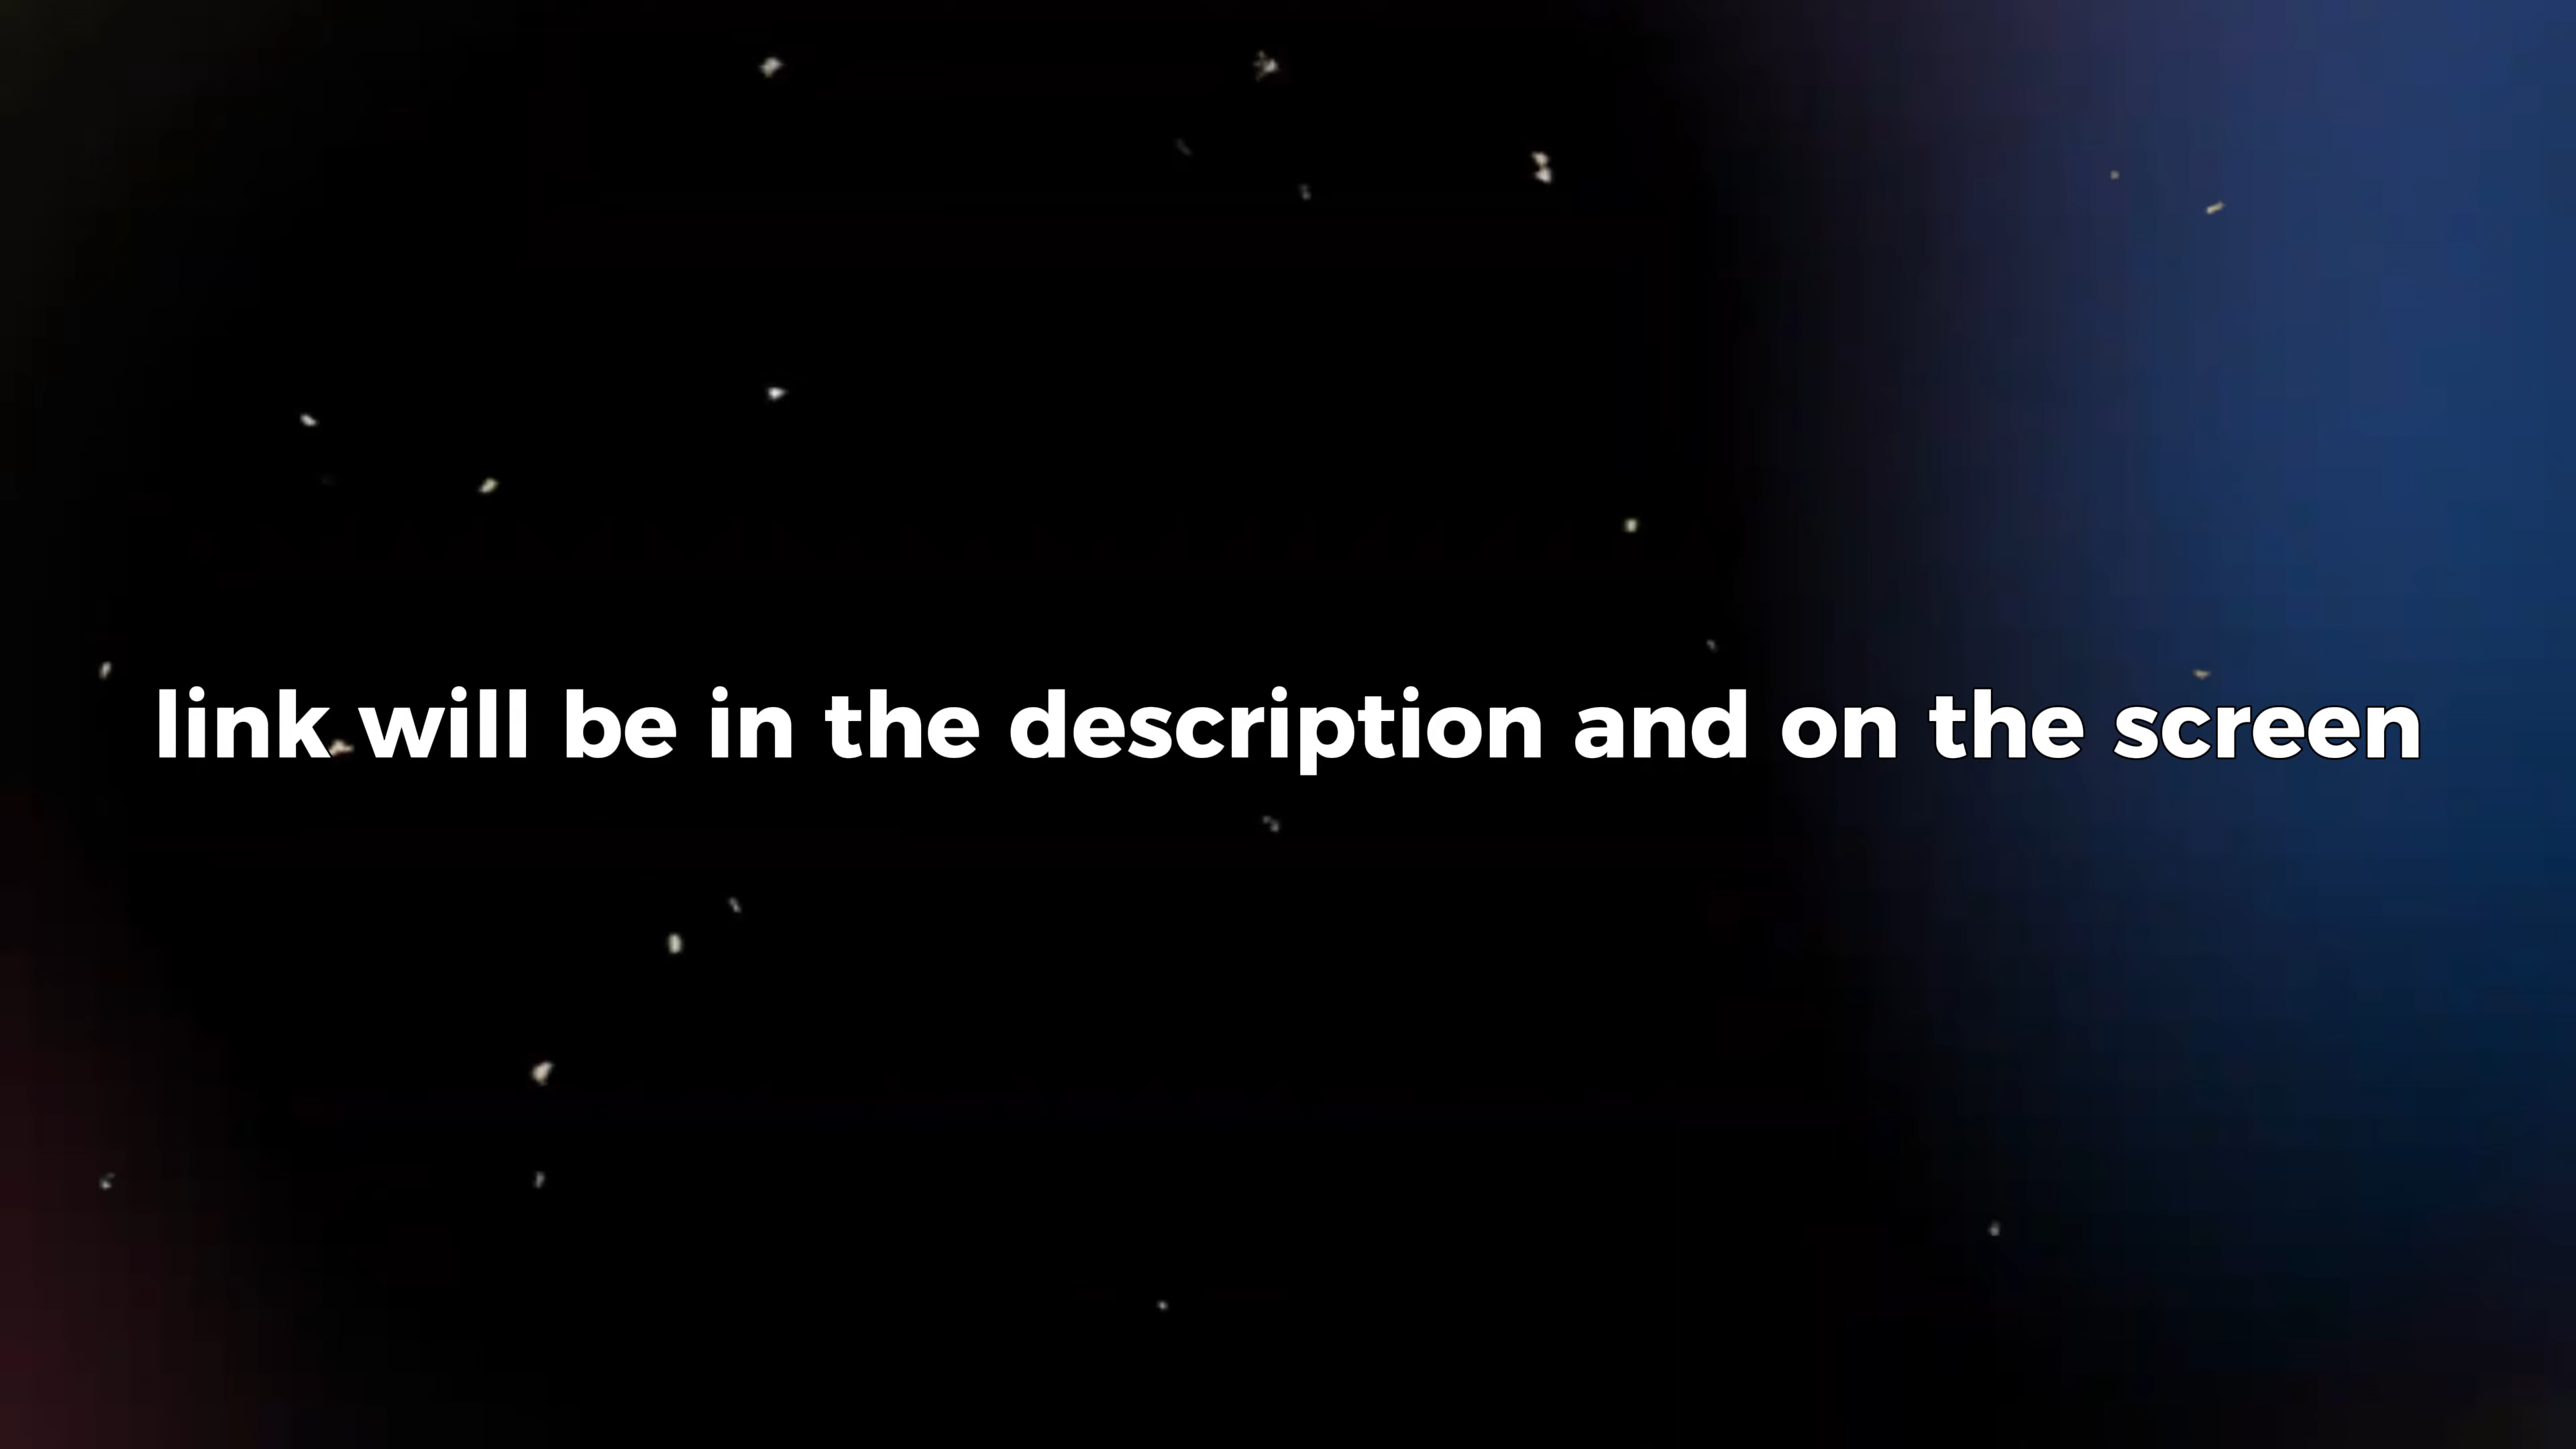 link will be in the description and on the screen